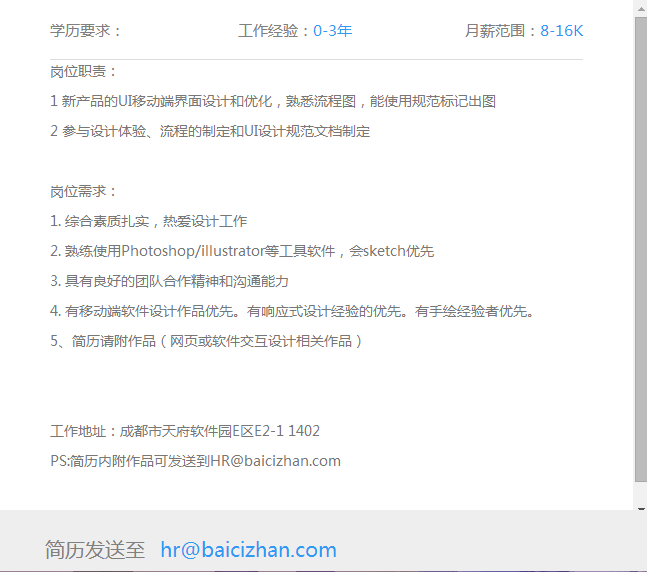 学历要求：　工作经验：0-3年　月薪范围：8-16K
岗位职责：
1 新产品的UI移动端界面设计和优化，熟悉流程图，能使用规范标记出图
2 参与设计体验、流程的制定和UI设计规范文档制定
岗位需求：
1. 综合素质扎实，热爱设计工作
2. 熟练使用Photoshop/illustrator等工具软件，会sketch优先
3. 具有良好的团队合作精神和沟通能力
4. 有移动端软件设计作品优先。有响应式设计经验的优先。有手绘经验者优先。
5、简历请附作品（网页或软件交互设计相关作品）
工作地址：成都市天府软件园E区E2-1 1402
PS:简历内附作品可发送到HR@baicizhan.com
简历发送至 hr@baicizhan.com